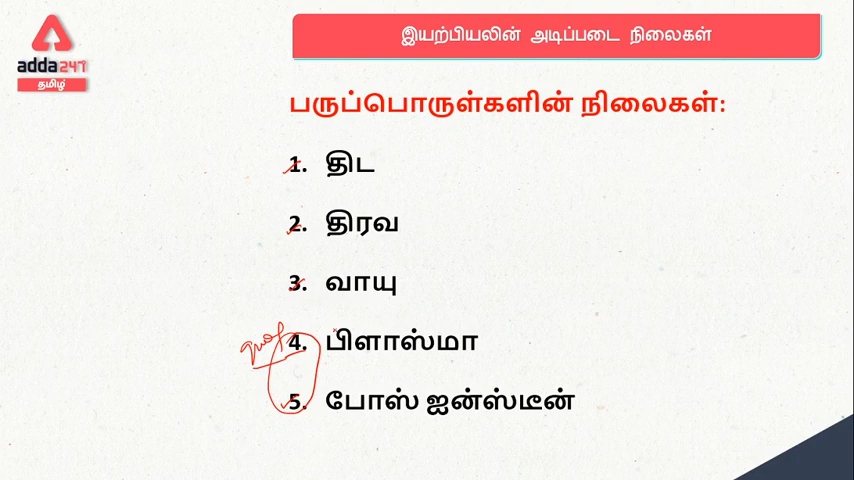 இயற்பியலின் அடிப்படை நிலைகள்
adda247
தமிழ்
பருப்பொருள்களின் நிலைகள்:
1. திட
2. திரவ
3. வாயு
4. பிளாஸ்மா
5. போஸ் ஐன்ஸ்டீன்